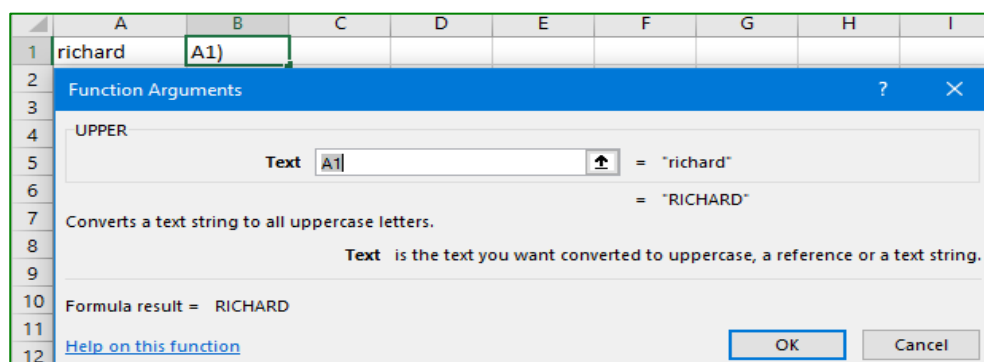 A B C D E F G H I
1 richard A1)
2 Function Arguments ?
3
4 UPPER
5 Text A1 = "richard"
6 = "RICHARD"
7 Converts a text string to all uppercase letters.
8 Text is the text you want converted to uppercase, a reference or a text string.
9
10 Formula result = RICHARD
11
12 Help on this function OK Cancel